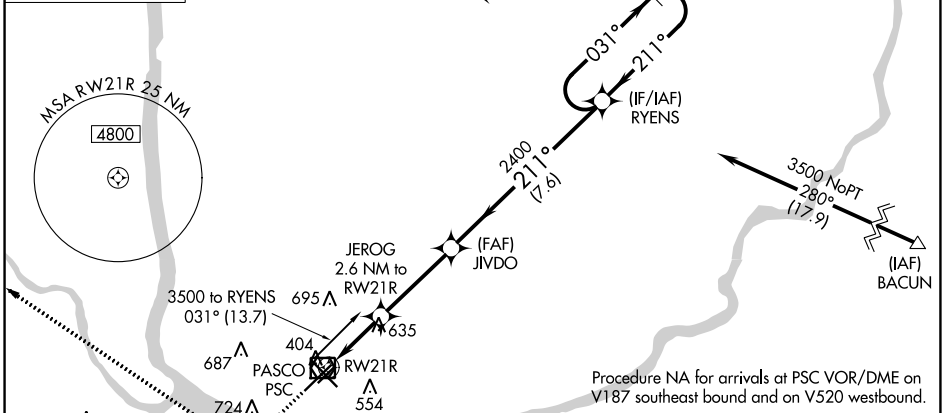 MSA RW21R 25 NM
4800
031°
211°
(IF/IAF)
RYENS
2400
211°
(7.6)
3500 NoPT
280°
(17.9)
(IAF)
BACUN
(FAF)
JIVDO
JEROG
2.6 NM to
RW21R
3500 to RYENS
031° (13.7)
695
635
404
687
PASCO
PSC
RW21R
554
724
Procedure NA for arrivals at PSC VOR/DME on
V187 southeast bound and on V520 westbound.